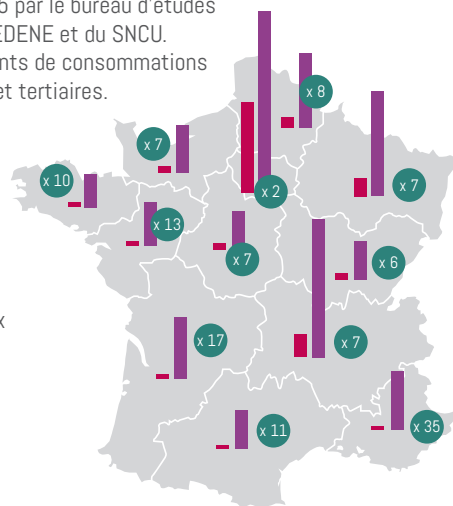 5 par le bureau d'études
EDENE et du SNCU.
nts de consommations
et tertiaires.
x 8
x 7
x 10
x 2
x 7
x 13
x 7
x 6
x
x 17
x 7
x 11
x 35